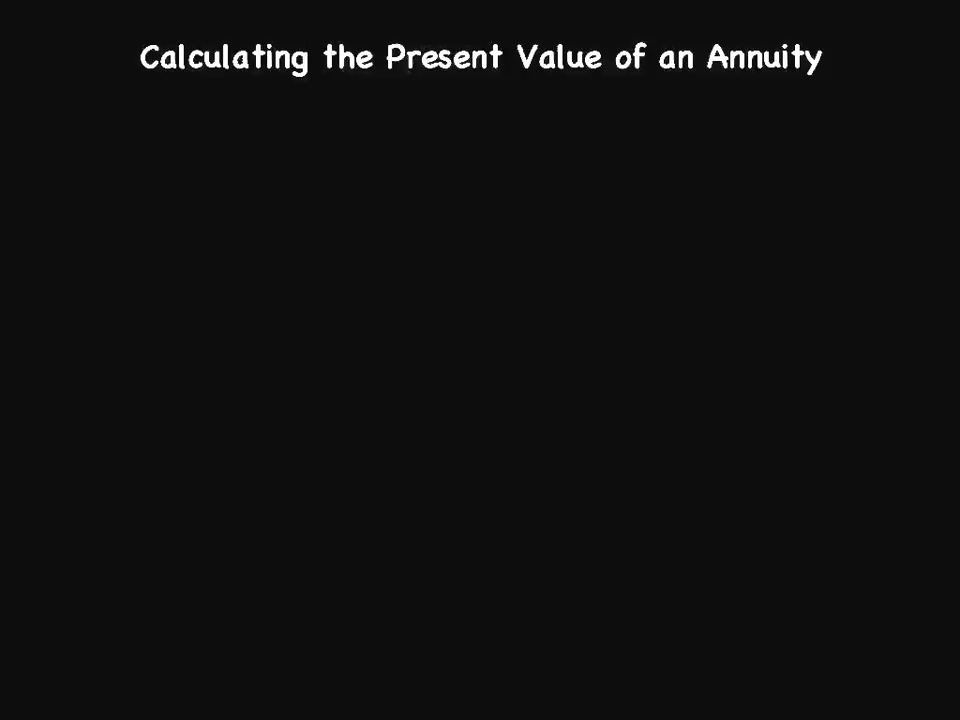 Calculating the Present Value of an Annuity